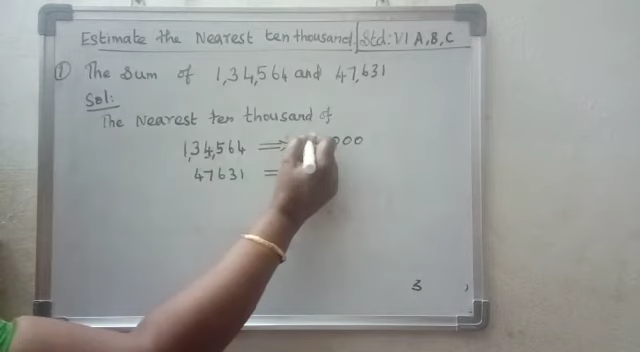 Estimate the Nearest ten thousand. Std: VI A, B, C
① The Sum of 1,34,564 and 47,631
Sol:
The Nearest ten thousand of
1,34,564 ⇒ 000
47631 =
3 ,